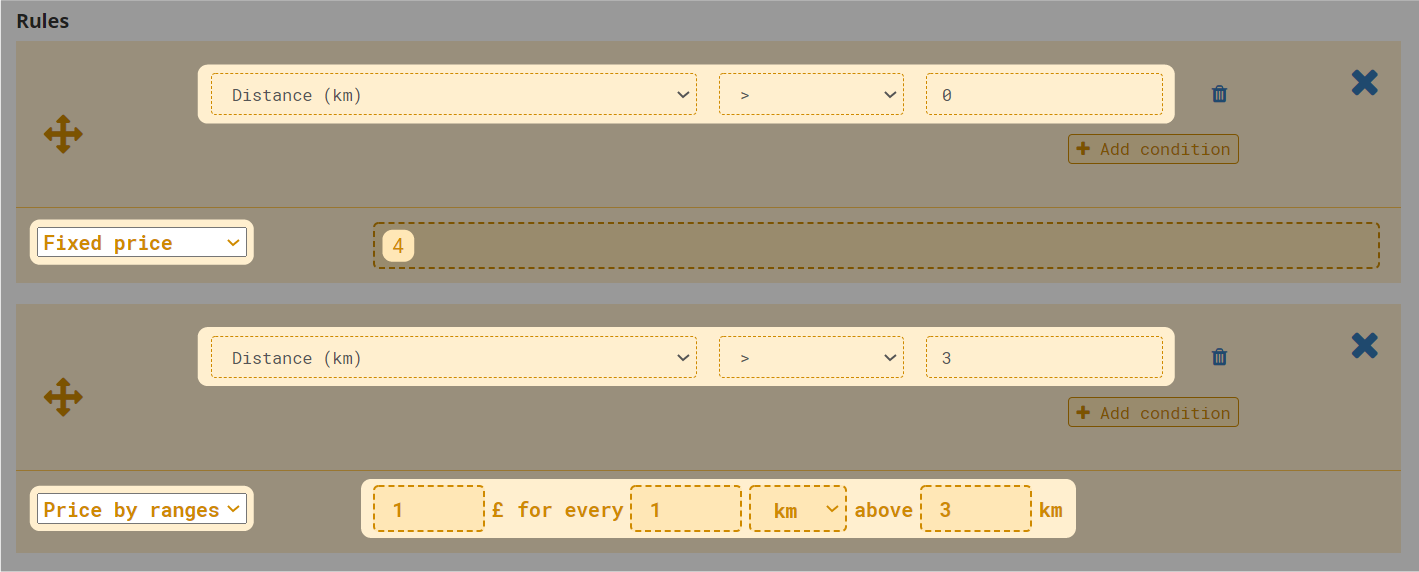 Rules
Distance (km) > 0
Add condition
Fixed price 4
Distance (km) > 3
Add condition
Price by ranges 1 £ for every 1 km above 3 km